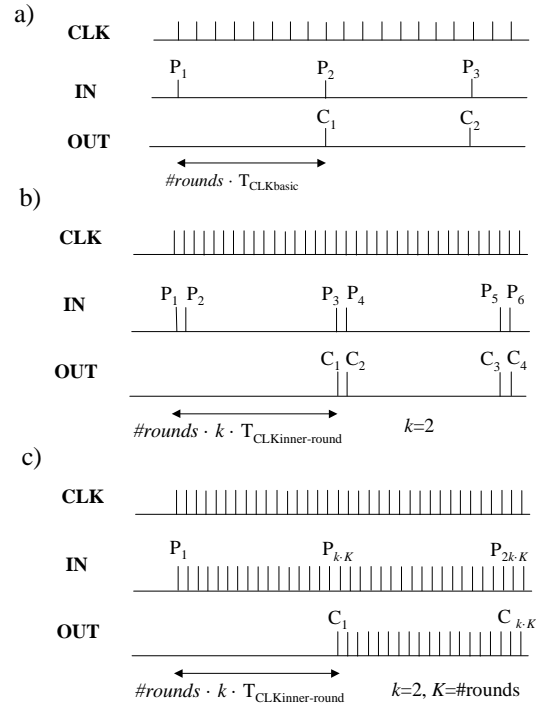 a)
CLK
P1 P2 P3
IN
C1 C2
OUT
#rounds · TCLKbasic
b)
CLK
P1 P2 P3 P4 P5 P6
IN
C1 C2 C3 C4
OUT
#rounds · k · TCLKinner-round k=2
c)
CLK
P1 Pk·K P2k·K
IN
C1 C k·K
OUT
#rounds · k · TCLKinner-round k=2, K=#rounds